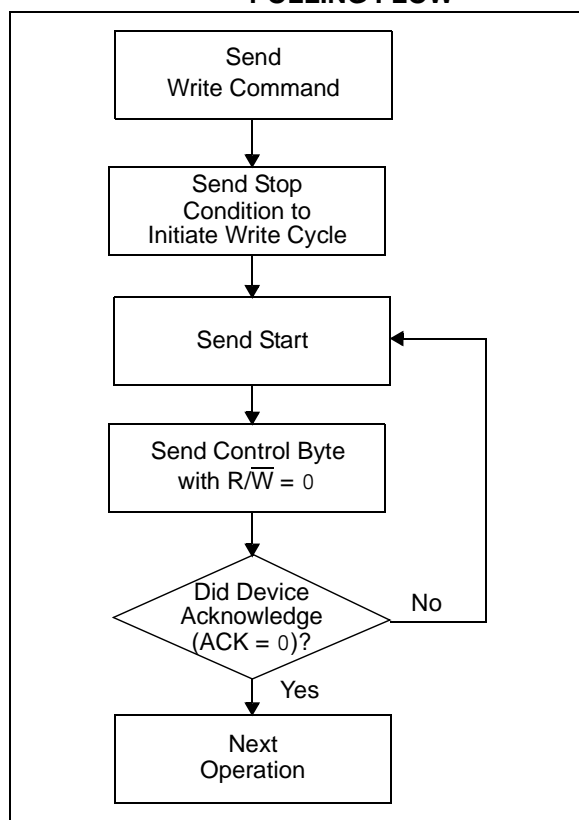 POLLING FLOW
Send
Write Command
Send Stop
Condition to
Initiate Write Cycle
Send Start
Send Control Byte
with R/W̅ = 0
Did Device
Acknowledge
(ACK = 0)?
No
Yes
Next
Operation